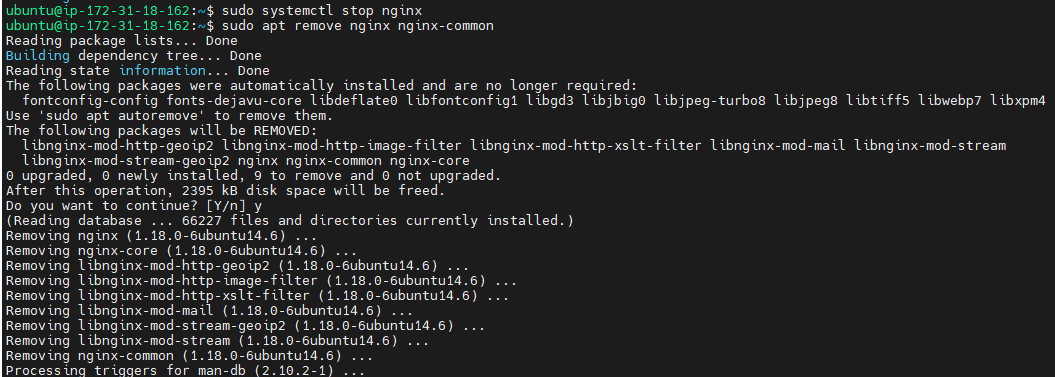 ubuntu@ip-172-31-18-162:~$ sudo systemctl stop nginx
ubuntu@ip-172-31-18-162:~$ sudo apt remove nginx nginx-common
Reading package lists... Done
Building dependency tree... Done
Reading state information... Done
The following packages were automatically installed and are no longer required:
  fontconfig-config fonts-dejavu-core libdeflate0 libfontconfig1 libgd3 libjbig0 libjpeg-turbo8 libjpeg8 libtiff5 libwebp7 libxpm4
Use 'sudo apt autoremove' to remove them.
The following packages will be REMOVED:
  libnginx-mod-http-geoip2 libnginx-mod-http-image-filter libnginx-mod-http-xslt-filter libnginx-mod-mail libnginx-mod-stream
  libnginx-mod-stream-geoip2 nginx nginx-common nginx-core
0 upgraded, 0 newly installed, 9 to remove and 0 not upgraded.
After this operation, 2395 kB disk space will be freed.
Do you want to continue? [Y/n] y
(Reading database ... 66227 files and directories currently installed.)
Removing nginx (1.18.0-6ubuntu14.6) ...
Removing nginx-core (1.18.0-6ubuntu14.6) ...
Removing libnginx-mod-http-geoip2 (1.18.0-6ubuntu14.6) ...
Removing libnginx-mod-http-image-filter (1.18.0-6ubuntu14.6) ...
Removing libnginx-mod-http-xslt-filter (1.18.0-6ubuntu14.6) ...
Removing libnginx-mod-mail (1.18.0-6ubuntu14.6) ...
Removing libnginx-mod-stream-geoip2 (1.18.0-6ubuntu14.6) ...
Removing libnginx-mod-stream (1.18.0-6ubuntu14.6) ...
Removing nginx-common (1.18.0-6ubuntu14.6) ...
Processing triggers for man-db (2.10.2-1) ...